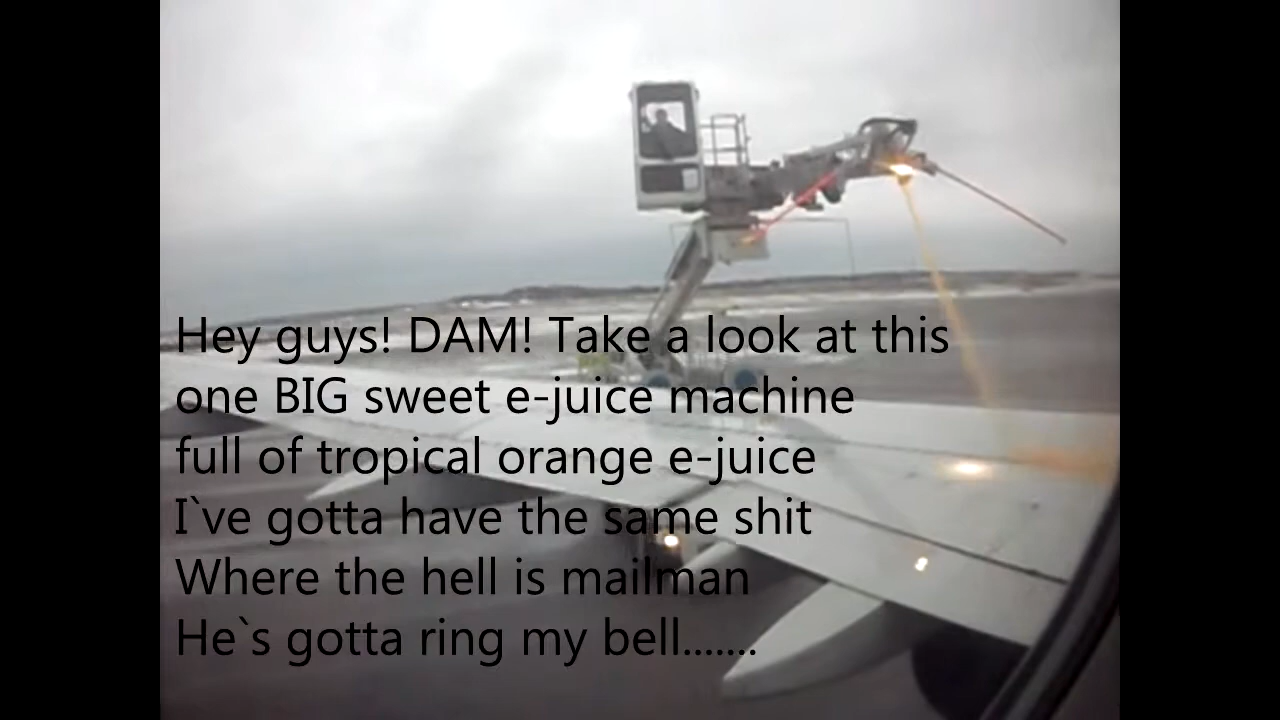 Hey guys! DAM! Take a look at this
one BIG sweet e-juice machine
full of tropical orange e-juice
I`ve gotta have the same shit
Where the hell is mailman
He`s gotta ring my bell.......